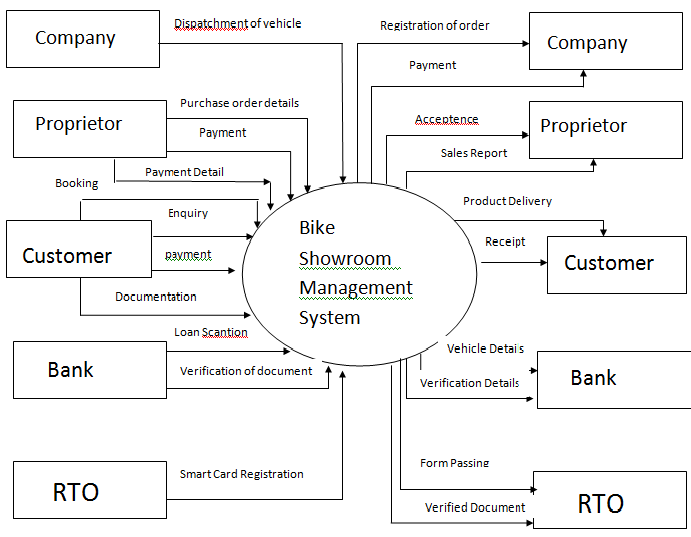 Company
Dispatchment of vehicle
Registration of order
Company
Payment
Proprietor
Purchase order details
Payment
Payment Detail
Acceptence
Proprietor
Sales Report
Booking
Enquiry
Customer
payment
Documentation
Bike
Showroom
Management
System
Product Delivery
Receipt
Customer
Loan Scantion
Bank
Verification of document
Vehicle Details
Bank
Verification Details
RTO
Smart Card Registration
Form Passing
RTO
Verified Document